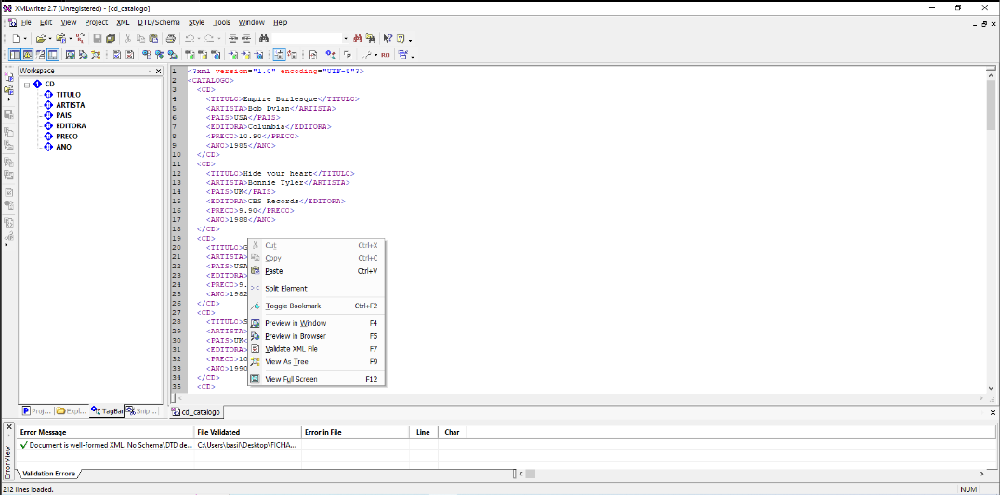 XMLwriter 2.7 (Unregistered) - [cd_catalogo]
File Edit View Project XML DTD/Schema Style Tools Window Help
Workspace
CD
TITULO
ARTISTA
PAIS
EDITORA
PRECO
ANO
1 <?xml version="1.0" encoding="UTF-8"?>
2 <CATALOGO>
3 <CD>
4 <TITULO>Empire Burlesque</TITULO>
5 <ARTISTA>Bob Dylan</ARTISTA>
6 <PAIS>USA</PAIS>
7 <EDITORA>Columbia</EDITORA>
8 <PRECO>10.90</PRECO>
9 <ANO>1985</ANO>
10 </CD>
11 <CD>
12 <TITULO>Hide your heart</TITULO>
13 <ARTISTA>Bonnie Tyler</ARTISTA>
14 <PAIS>UK</PAIS>
15 <EDITORA>CBS Records</EDITORA>
16 <PRECO>9.90</PRECO>
17 <ANO>1988</ANO>
18 </CD>
19 <CD>
20 <TITULO>G
21 <ARTISTA>
22 <PAIS>USA
23 <EDITORA>
24 <PRECO>9.
25 <ANO>1982
26 </CD>
27 <CD>
28 <TITULO>S
29 <ARTISTA>
30 <PAIS>UK<
31 <EDITORA>
32 <PRECO>10
33 <ANO>1990
34 </CD>
35 <CD>
Cut Ctrl+X
Copy Ctrl+C
Paste Ctrl+V
Split Element
Toggle Bookmark Ctrl+F2
Preview in Window F4
Preview in Browser F5
Validate XML File F7
View As Tree F9
View Full Screen F12
Proj... Expl... TagBar Snip...
cd_catalogo
Error View
Error Message File Validated Error in File Line Char
Document is well-formed XML. No Schema\DTD de... C:\Users\basil\Desktop\FICHA...
Validation Errors
212 lines loaded. NUM